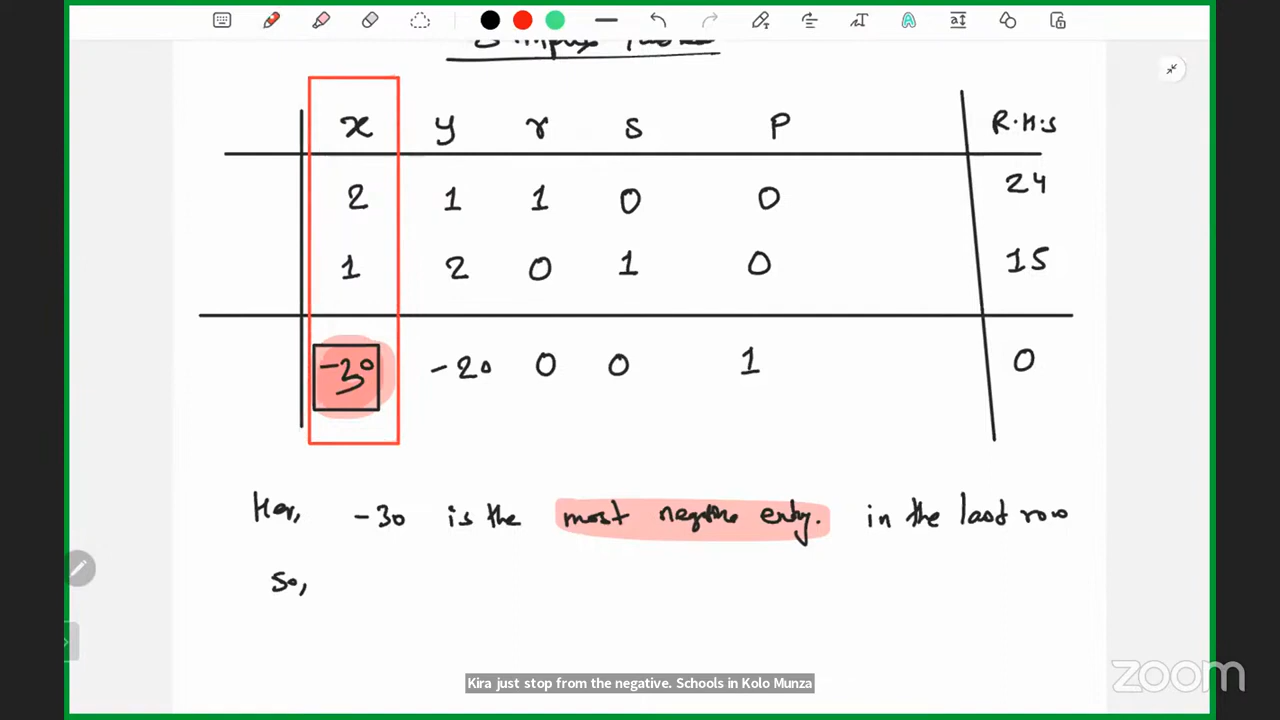 x y r s P R.H.S
2 1 1 0 0 24
1 2 0 1 0 15
-30 -20 0 0 1 0
Her, -30 is the most negative entry. in the last row
So,
Kira just stop from the negative. Schools in Kolo Munza
zoom